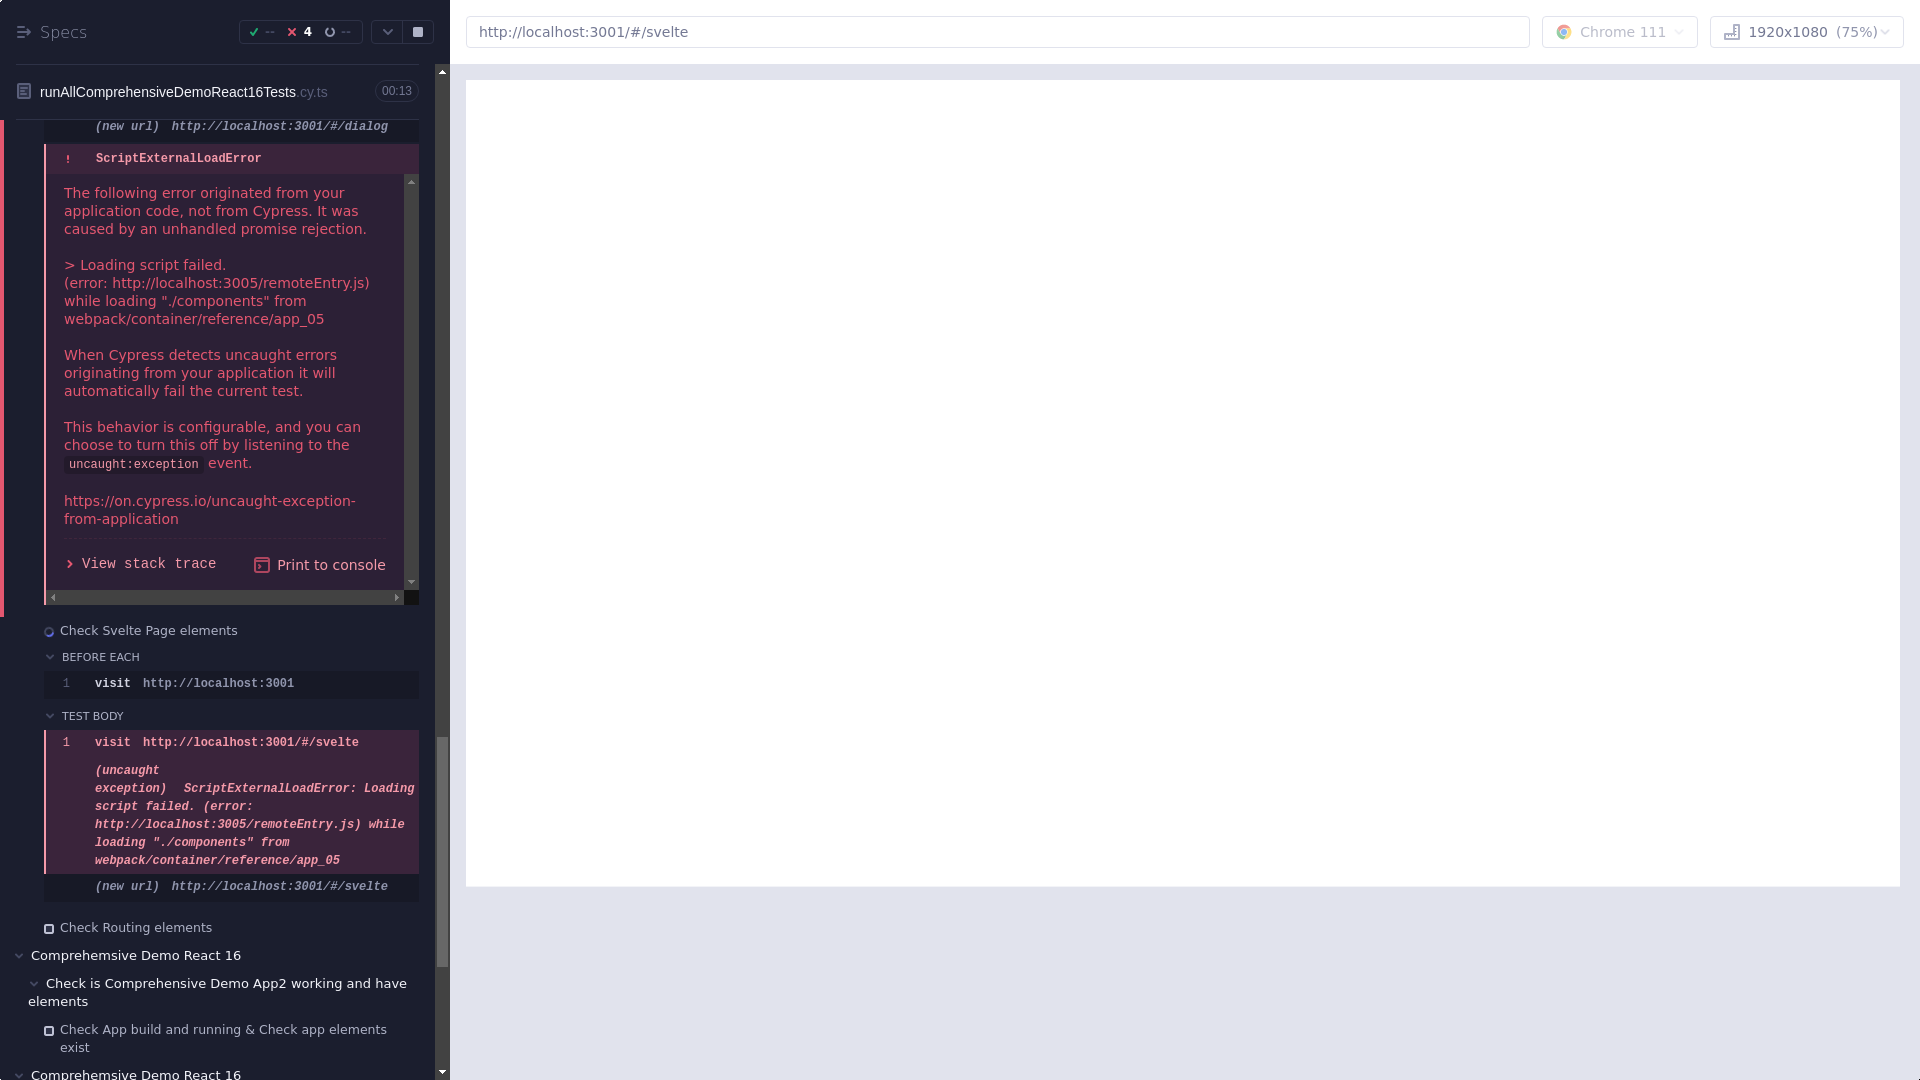 Specs
-- 4 --
http://localhost:3001/#/svelte
Chrome 111
1920x1080 (75%)
runAllComprehensiveDemoReact16Tests.cy.ts
00:13
(new url) http://localhost:3001/#/dialog
! ScriptExternalLoadError
The following error originated from your
application code, not from Cypress. It was
caused by an unhandled promise rejection.
> Loading script failed.
(error: http://localhost:3005/remoteEntry.js)
while loading "./components" from
webpack/container/reference/app_05
When Cypress detects uncaught errors
originating from your application it will
automatically fail the current test.
This behavior is configurable, and you can
choose to turn this off by listening to the
uncaught:exception event.
https://on.cypress.io/uncaught-exception-
from-application
View stack trace
Print to console
Check Svelte Page elements
BEFORE EACH
1 visit http://localhost:3001
TEST BODY
1 visit http://localhost:3001/#/svelte
(uncaught
exception) ScriptExternalLoadError: Loading
script failed. (error:
http://localhost:3005/remoteEntry.js) while
loading "./components" from
webpack/container/reference/app_05
(new url) http://localhost:3001/#/svelte
Check Routing elements
Comprehemsive Demo React 16
Check is Comprehensive Demo App2 working and have
elements
Check App build and running & Check app elements
exist
Comprehemsive Demo React 16